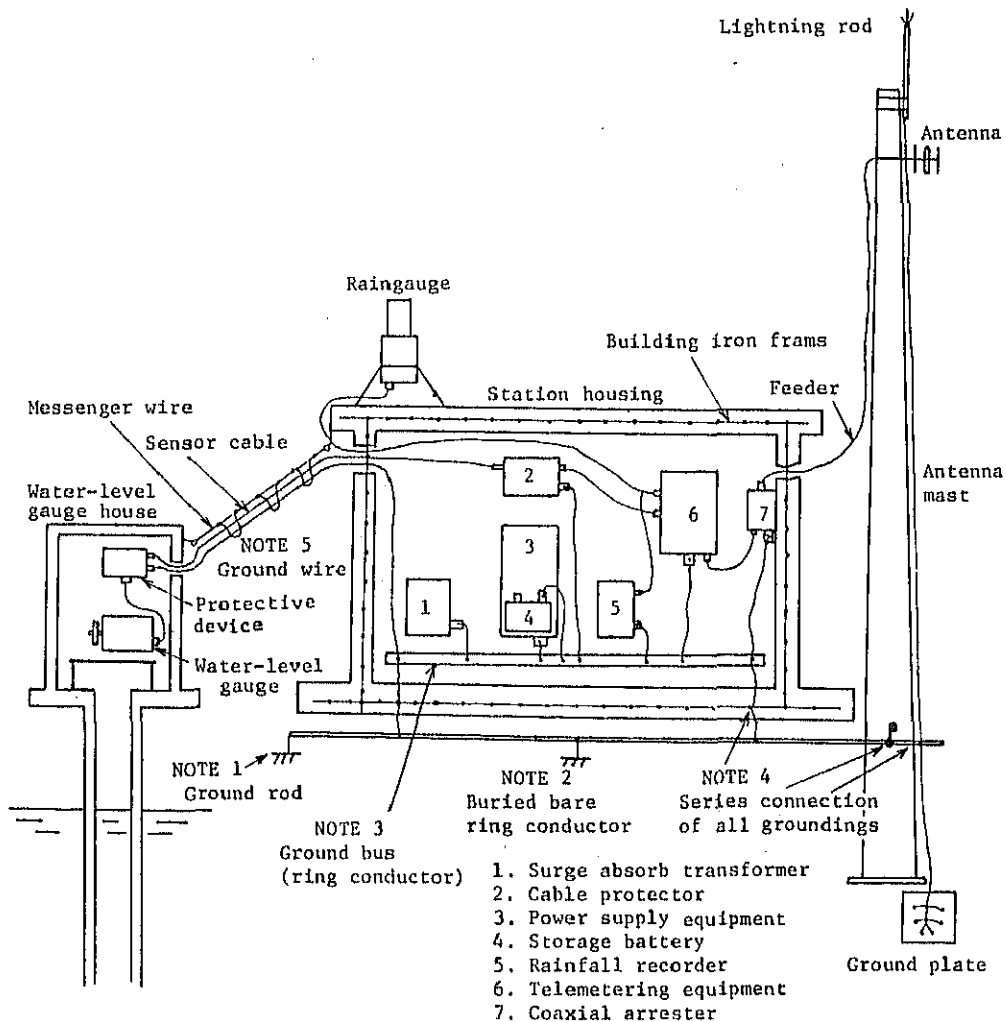 Lightning rod
Antenna
Raingauge
Building iron frams
Station housing
Feeder
Messenger wire
Sensor cable
Water-level
gauge house
Antenna
mast
NOTE 5
Ground wire
Protective
device
Water-level
gauge
1
2
3
4
5
6
7
NOTE 1
Ground rod
NOTE 2
Buried bare
ring conductor
NOTE 3
Ground bus
(ring conductor)
NOTE 4
Series connection
of all groundings
1. Surge absorb transformer
2. Cable protector
3. Power supply equipment
4. Storage battery
5. Rainfall recorder
6. Telemetering equipment
7. Coaxial arrester
Ground plate